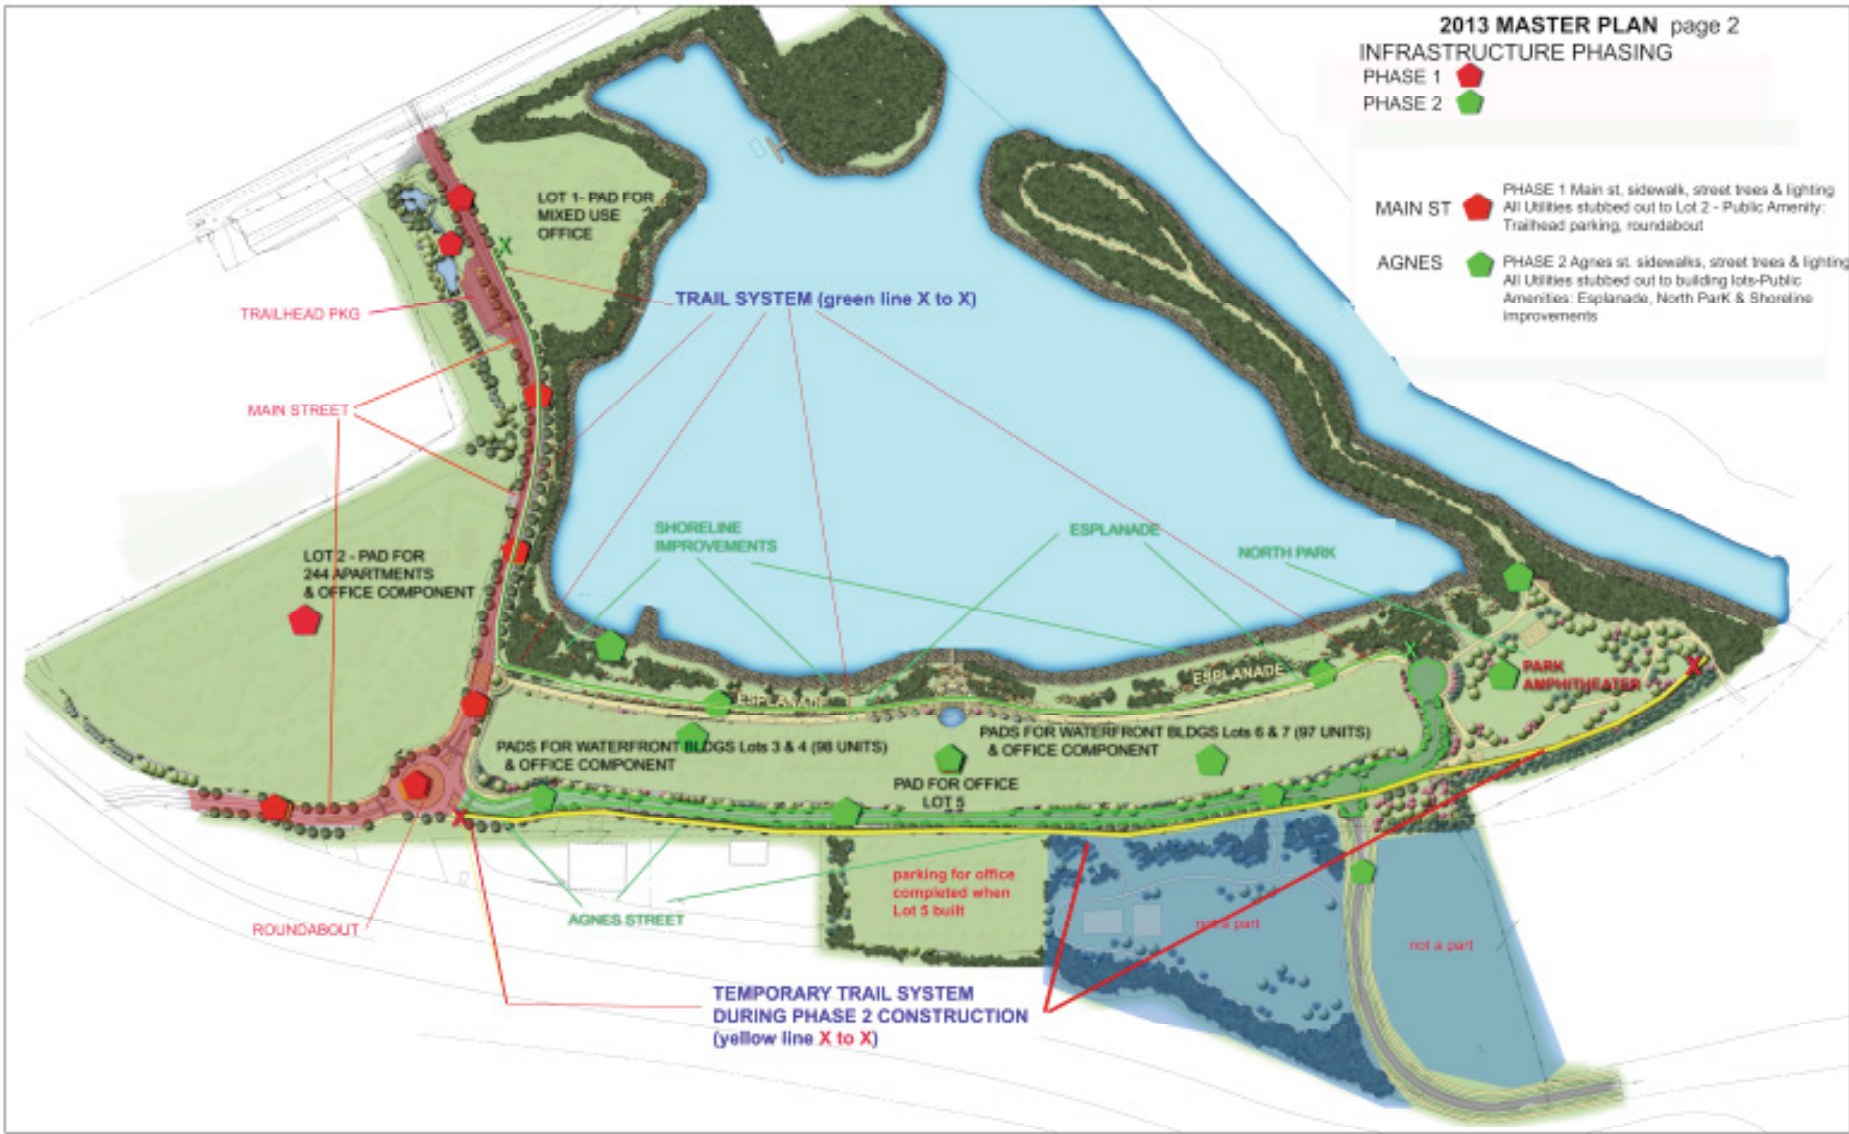 2013 MASTER PLAN page 2
INFRASTRUCTURE PHASING
PHASE 1
PHASE 2
MAIN ST
PHASE 1 Main st, sidewalk, street trees & lighting
All Utilities stubbed out to Lot 2 - Public Amenity:
Trailhead parking, roundabout
AGNES
PHASE 2 Agnes st. sidewalks, street trees & lighting
All Utilities stubbed out to building lots-Public
Amenities: Esplanade, North ParK & Shoreline
improvements
LOT 1- PAD FOR
MIXED USE
OFFICE
X
TRAIL SYSTEM (green line X to X)
TRAILHEAD PKG
MAIN STREET
SHORELINE
IMPROVEMENTS
ESPLANADE
NORTH PARK
LOT 2 - PAD FOR
244 APARTMENTS
& OFFICE COMPONENT
X
X
PARK
AMPHITHEATER
ESPLANADE
ESPLANADE
PADS FOR WATERFRONT BLDGS Lots 3 & 4 (98 UNITS)
& OFFICE COMPONENT
PADS FOR WATERFRONT BLDGS Lots 6 & 7 (97 UNITS)
& OFFICE COMPONENT
PAD FOR OFFICE
LOT 5
X
parking for office
completed when
Lot 5 built
ROUNDABOUT
AGNES STREET
not a part
not a part
TEMPORARY TRAIL SYSTEM
DURING PHASE 2 CONSTRUCTION
(yellow line X to X)